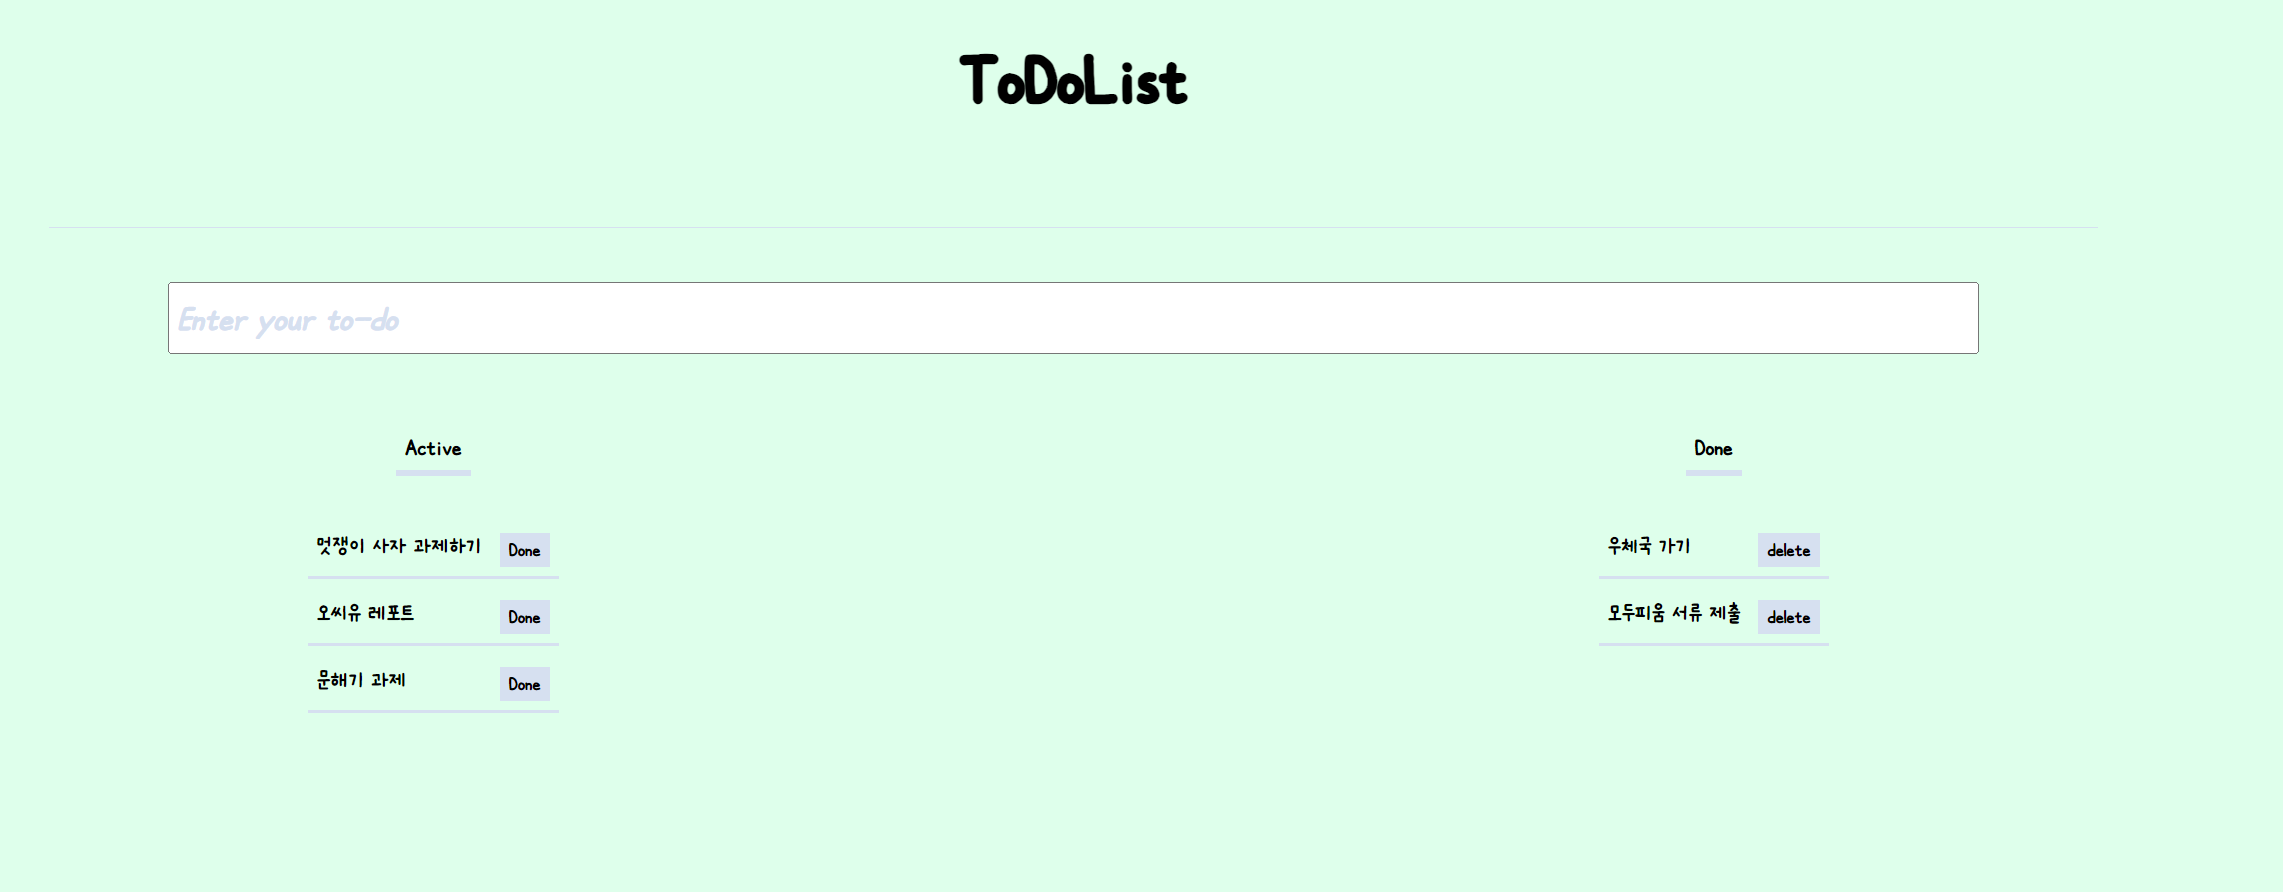 ToDoList
Enter your to-do
Active
멋쟁이 사자 과제하기 Done
오씨유 레포트 Done
문해기 과제 Done
Done
우체국 가기 delete
모두피움 서류 제출 delete